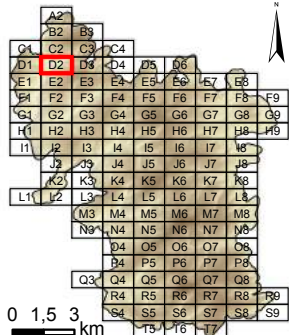 N
A2
B2 B3
C1 C2 C3 C4
D1 D2 D3 D4 D5 D6
E1 E2 E3 E4 E5 E6 E7 E8
F1 F2 F3 F4 F5 F6 F7 F8 F9
G1 G2 G3 G4 G5 G6 G7 G8 G9
H1 H2 H3 H4 H5 H6 H7 H8 H9
I1 I2 I3 I4 I5 I6 I7 I8
J2 J3 J4 J5 J6 J7 J8
K2 K3 K4 K5 K6 K7 K8
L1 L2 L3 L4 L5 L6 L7 L8
M3 M4 M5 M6 M7 M8
N3 N4 N5 N6 N7 N8
O4 O5 O6 O7 O8
P4 P5 P6 P7 P8
Q3 Q4 Q5 Q6 Q7 Q8
R4 R5 R6 R7 R8 R9
S4 S5 S6 S7 S8 S9
T5 T6 T7
0 1,5 3
km